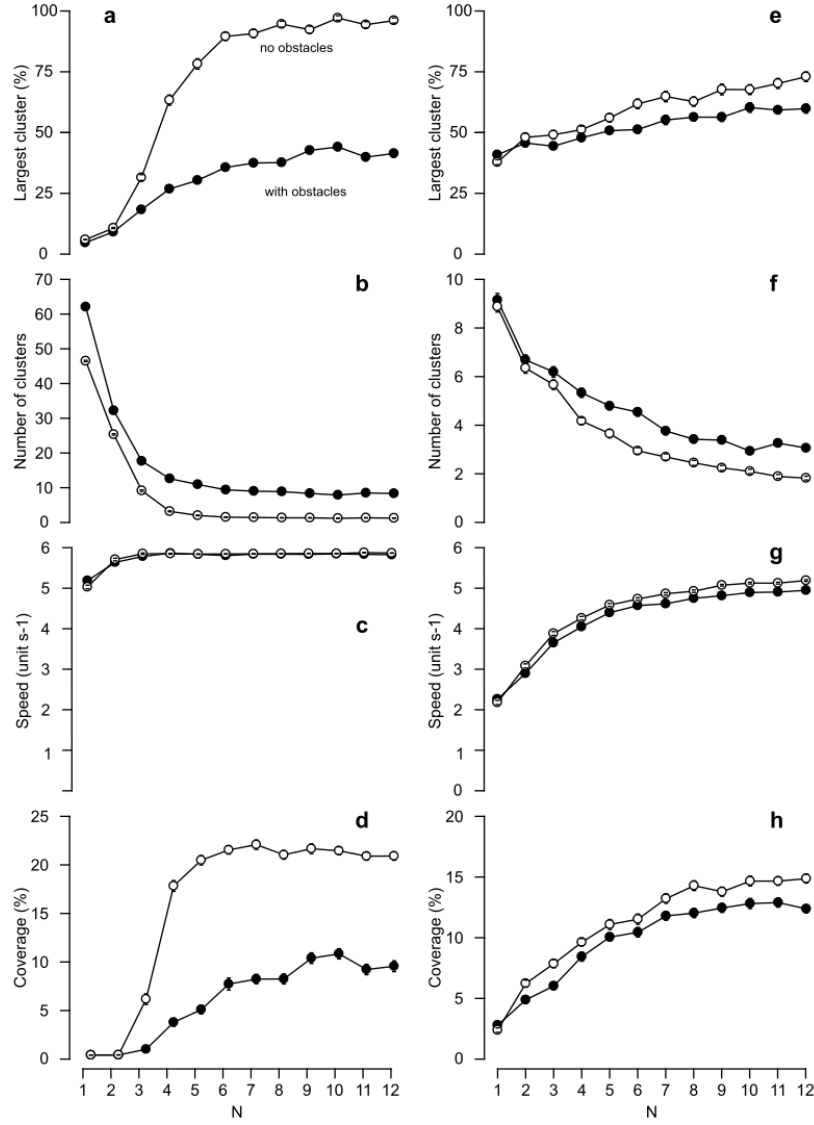 a
Largest cluster (%)
100
75
50
25
0
no obstacles
with obstacles
e
Largest cluster (%)
100
75
50
25
0
b
Number of clusters
70
60
50
40
30
20
10
0
f
Number of clusters
10
8
6
4
2
0
c
Speed (unit s-1)
6
5
4
3
2
1
g
Speed (unit s-1)
6
5
4
3
2
1
0
d
Coverage (%)
25
20
15
10
5
0
1 2 3 4 5 6 7 8 9 10 11 12
N
h
Coverage (%)
20
15
10
5
0
1 2 3 4 5 6 7 8 9 10 11 12
N